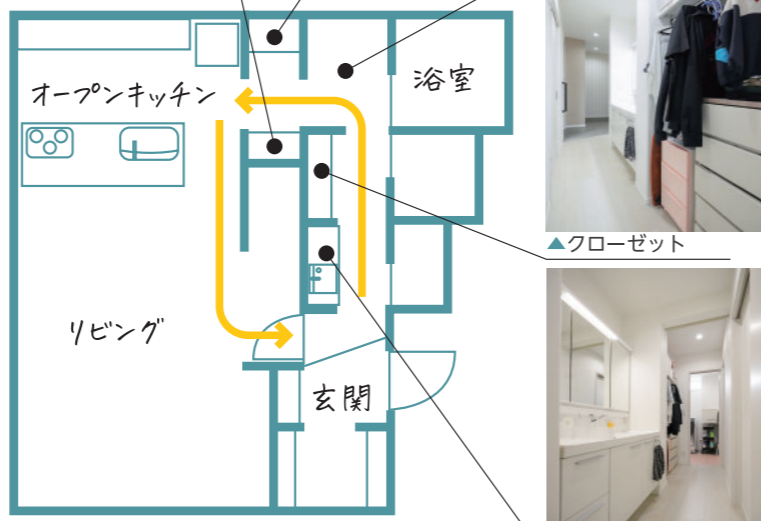 オープンキッチン
浴室
▲クローゼット
リビング
玄関